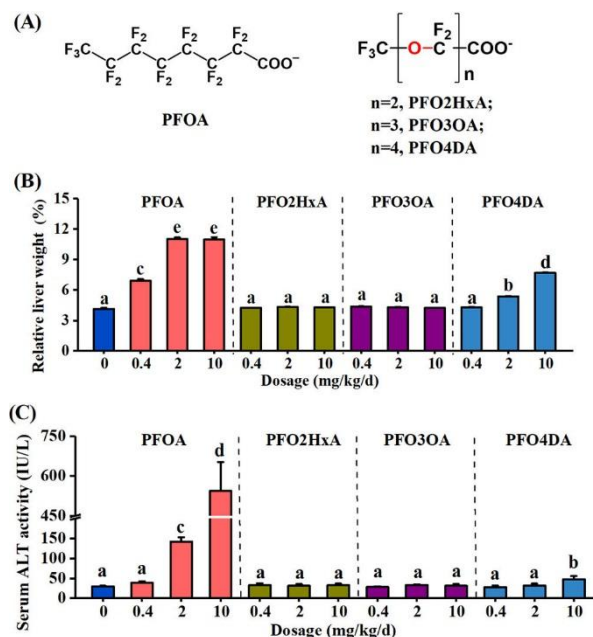 (A)
F₂ F₂ F₂
F₃C C C C COO⁻
C C C
F₂ F₂ F₂
PFOA
F₂
F₃C O-C COO⁻
n
n=2, PFO2HxA;
n=3, PFO3OA;
n=4, PFO4DA
(B)
PFOA PFO2HxA PFO3OA PFO4DA
Relative liver weight (%)
15
12
9
6
3
0
a c e e a a a a a a a b d
0 0.4 2 10 0.4 2 10 0.4 2 10 0.4 2 10
Dosage (mg/kg/d)
(C)
PFOA PFO2HxA PFO3OA PFO4DA
Serum ALT activity (IU/L)
750
600
450
150
100
50
0
a a c d a a a a a a a a b
0 0.4 2 10 0.4 2 10 0.4 2 10 0.4 2 10
Dosage (mg/kg/d)